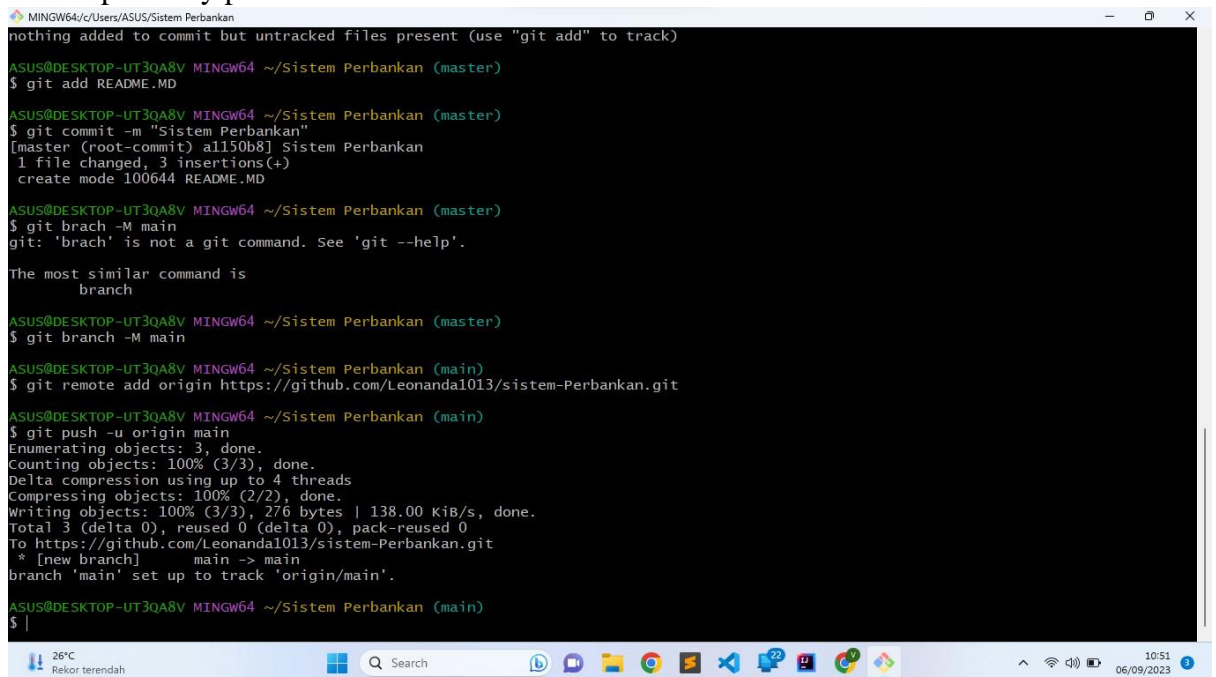 MINGW64:/c/Users/ASUS/Sistem Perbankan
nothing added to commit but untracked files present (use "git add" to track)
ASUS@DESKTOP-UT3QA8V MINGW64 ~/Sistem Perbankan (master)
$ git add README.MD
ASUS@DESKTOP-UT3QA8V MINGW64 ~/Sistem Perbankan (master)
$ git commit -m "Sistem Perbankan"
[master (root-commit) a1150b8] Sistem Perbankan
1 file changed, 3 insertions(+)
create mode 100644 README.MD
ASUS@DESKTOP-UT3QA8V MINGW64 ~/Sistem Perbankan (master)
$ git brach -M main
git: 'brach' is not a git command. See 'git --help'.
The most similar command is
branch
ASUS@DESKTOP-UT3QA8V MINGW64 ~/Sistem Perbankan (master)
$ git branch -M main
ASUS@DESKTOP-UT3QA8V MINGW64 ~/Sistem Perbankan (main)
$ git remote add origin https://github.com/Leonanda1013/sistem-Perbankan.git
ASUS@DESKTOP-UT3QA8V MINGW64 ~/Sistem Perbankan (main)
$ git push -u origin main
Enumerating objects: 3, done.
Counting objects: 100% (3/3), done.
Delta compression using up to 4 threads
Compressing objects: 100% (2/2), done.
Writing objects: 100% (3/3), 276 bytes | 138.00 KiB/s, done.
Total 3 (delta 0), reused 0 (delta 0), pack-reused 0
To https://github.com/Leonanda1013/sistem-Perbankan.git
* [new branch] main -> main
branch 'main' set up to track 'origin/main'.
ASUS@DESKTOP-UT3QA8V MINGW64 ~/Sistem Perbankan (main)
$
26°C
Rekor terendah
Search
22
10:51
06/09/2023
3